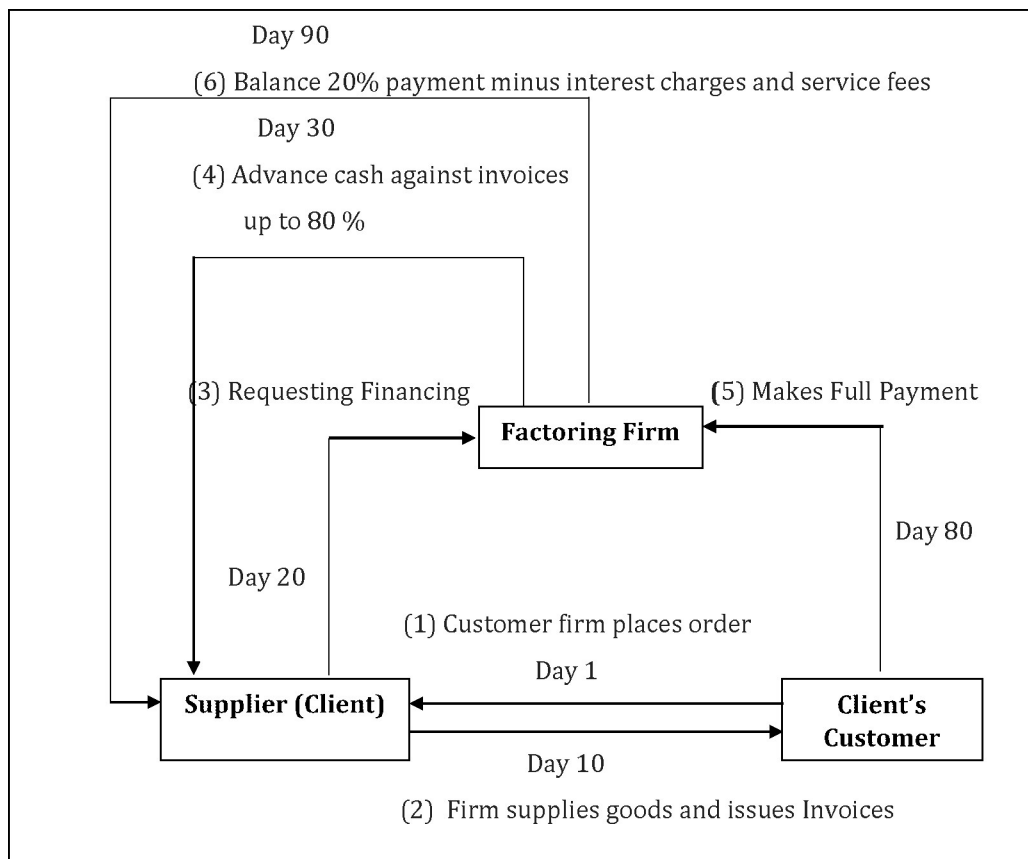 Day 90
(6) Balance 20% payment minus interest charges and service fees
Day 30
(4) Advance cash against invoices
up to 80 %
(3) Requesting Financing
(5) Makes Full Payment
Factoring Firm
Day 80
Day 20
(1) Customer firm places order
Day 1
Supplier (Client)
Client's
Customer
Day 10
(2) Firm supplies goods and issues Invoices